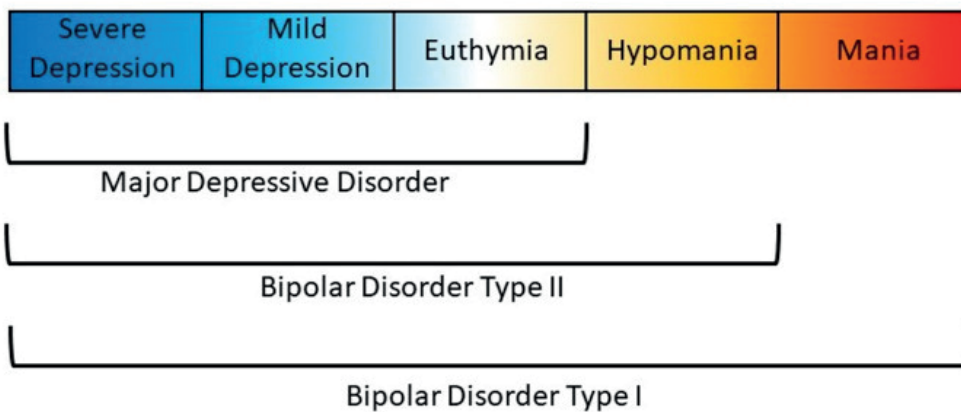 Severe Depression
Mild Depression
Euthymia
Hypomania
Mania
Major Depressive Disorder
Bipolar Disorder Type II
Bipolar Disorder Type I